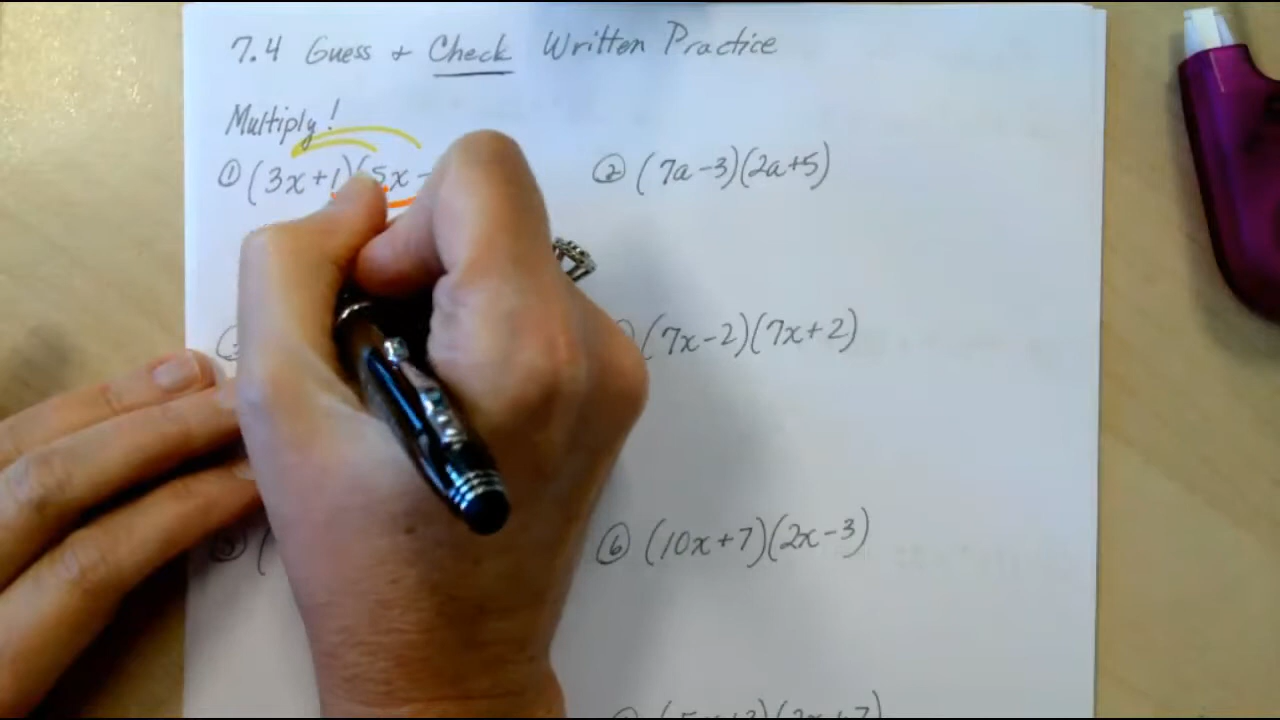 7.4 Guess + Check Written Practice
Multiply!
① (3x+1)(5x-
② (7a-3)(2a+5)
(7x-2)(7x+2)
⑤ (
⑥ (10x+7)(2x-3)